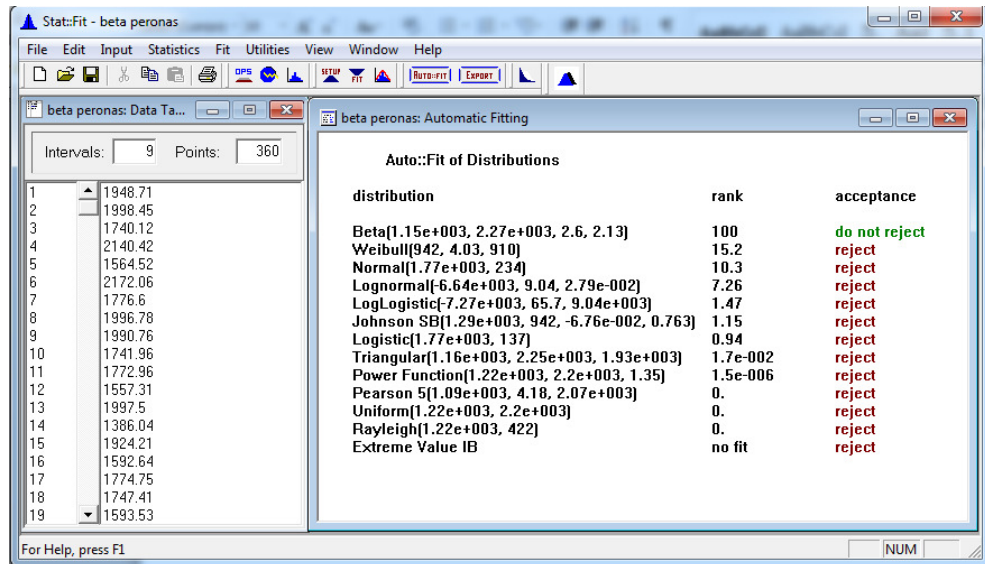 Stat::Fit - beta peronas
File Edit Input Statistics Fit Utilities View Window Help
OPS SETUP FIT AUTO::FIT EXPORT
beta peronas: Data Ta...
Intervals: 9 Points: 360
1 1948.71
2 1998.45
3 1740.12
4 2140.42
5 1564.52
6 2172.06
7 1776.6
8 1996.78
9 1990.76
10 1741.96
11 1772.96
12 1557.31
13 1997.5
14 1386.04
15 1924.21
16 1592.64
17 1774.75
18 1747.41
19 1593.53
beta peronas: Automatic Fitting
Auto::Fit of Distributions
distribution rank acceptance
Beta(1.15e+003, 2.27e+003, 2.6, 2.13) 100 do not reject
Weibull(942, 4.03, 910) 15.2 reject
Normal(1.77e+003, 234) 10.3 reject
Lognormal(-6.64e+003, 9.04, 2.79e-002) 7.26 reject
LogLogistic(-7.27e+003, 65.7, 9.04e+003) 1.47 reject
Johnson SB(1.29e+003, 942, -6.76e-002, 0.763) 1.15 reject
Logistic(1.77e+003, 137) 0.94 reject
Triangular(1.16e+003, 2.25e+003, 1.93e+003) 1.7e-002 reject
Power Function(1.22e+003, 2.2e+003, 1.35) 1.5e-006 reject
Pearson 5(1.09e+003, 4.18, 2.07e+003) 0. reject
Uniform(1.22e+003, 2.2e+003) 0. reject
Rayleigh(1.22e+003, 422) 0. reject
Extreme Value IB no fit reject
For Help, press F1
NUM